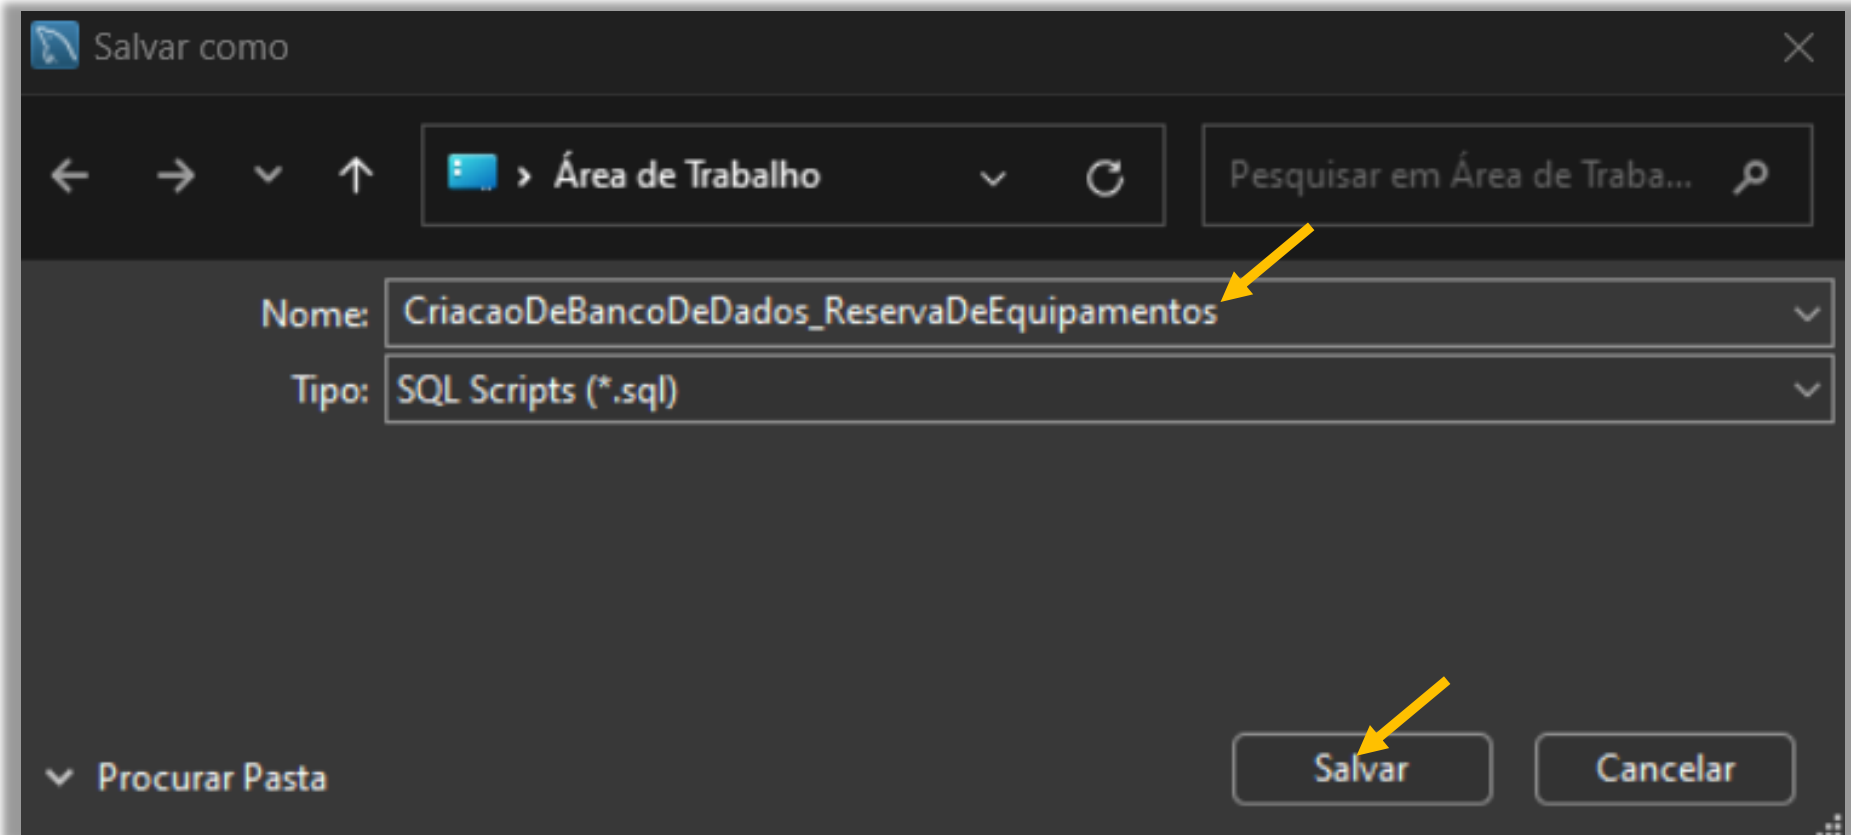 Salvar como
Área de Trabalho
Pesquisar em Área de Traba...
Nome: CriacaoDeBancoDeDados_ReservaDeEquipamentos
Tipo: SQL Scripts (*.sql)
Procurar Pasta
Salvar
Cancelar